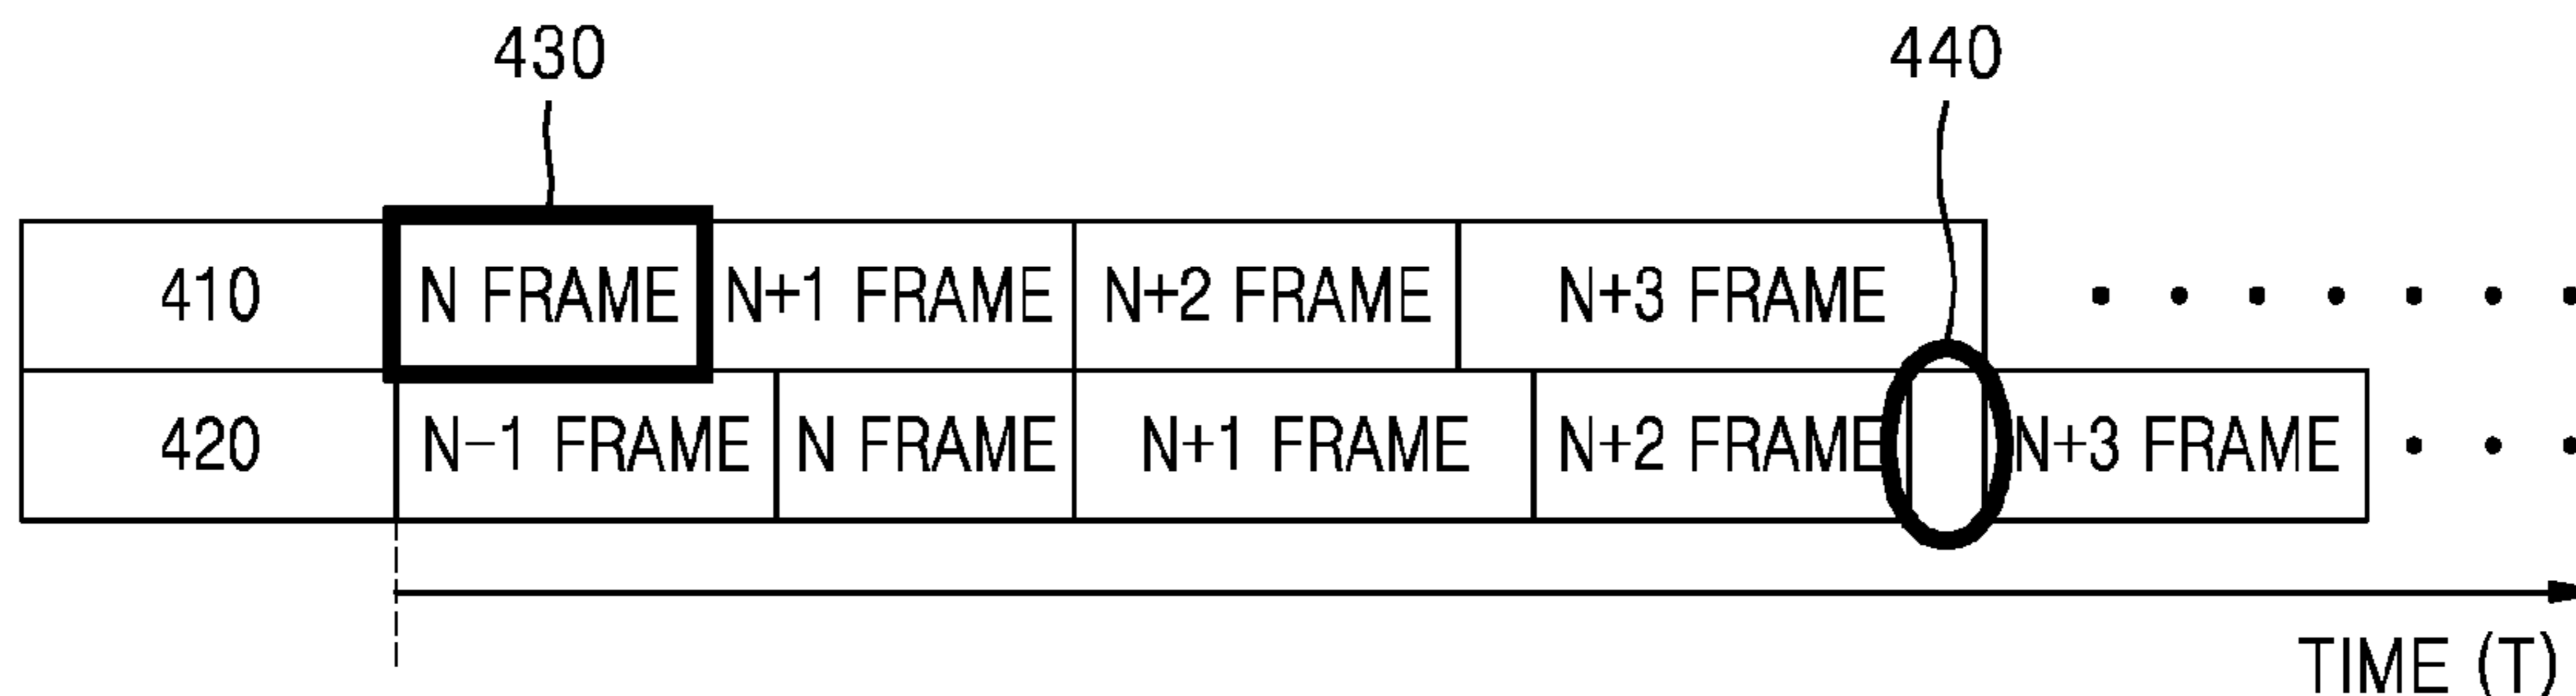 430 440
410 N FRAME N+1 FRAME N+2 FRAME N+3 FRAME
420 N-1 FRAME N FRAME N+1 FRAME N+2 FRAME N+3 FRAME
TIME (T)